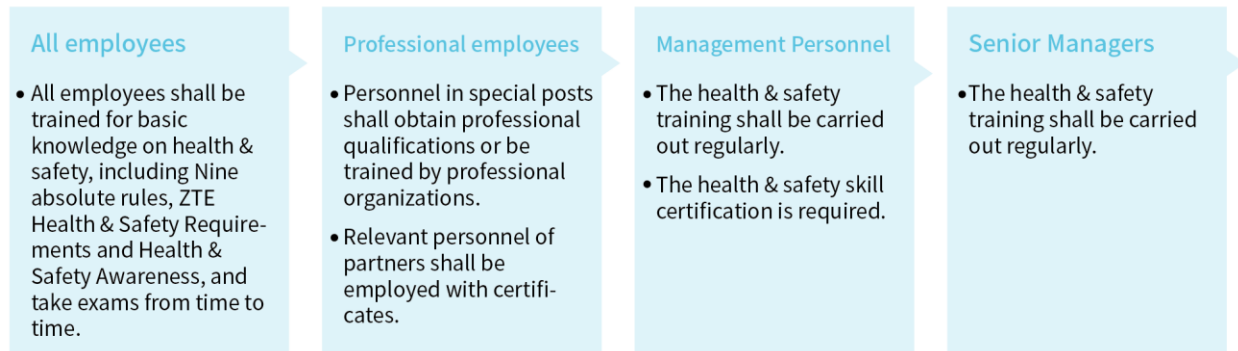 All employees
• All employees shall be
trained for basic
knowledge on health &
safety, including Nine
absolute rules, ZTE
Health & Safety Require-
ments and Health &
Safety Awareness, and
take exams from time to
time.
Professional employees
• Personnel in special posts
shall obtain professional
qualifications or be
trained by professional
organizations.
• Relevant personnel of
partners shall be
employed with certifi-
cates.
Management Personnel
• The health & safety
training shall be carried
out regularly.
• The health & safety skill
certification is required.
Senior Managers
• The health & safety
training shall be carried
out regularly.